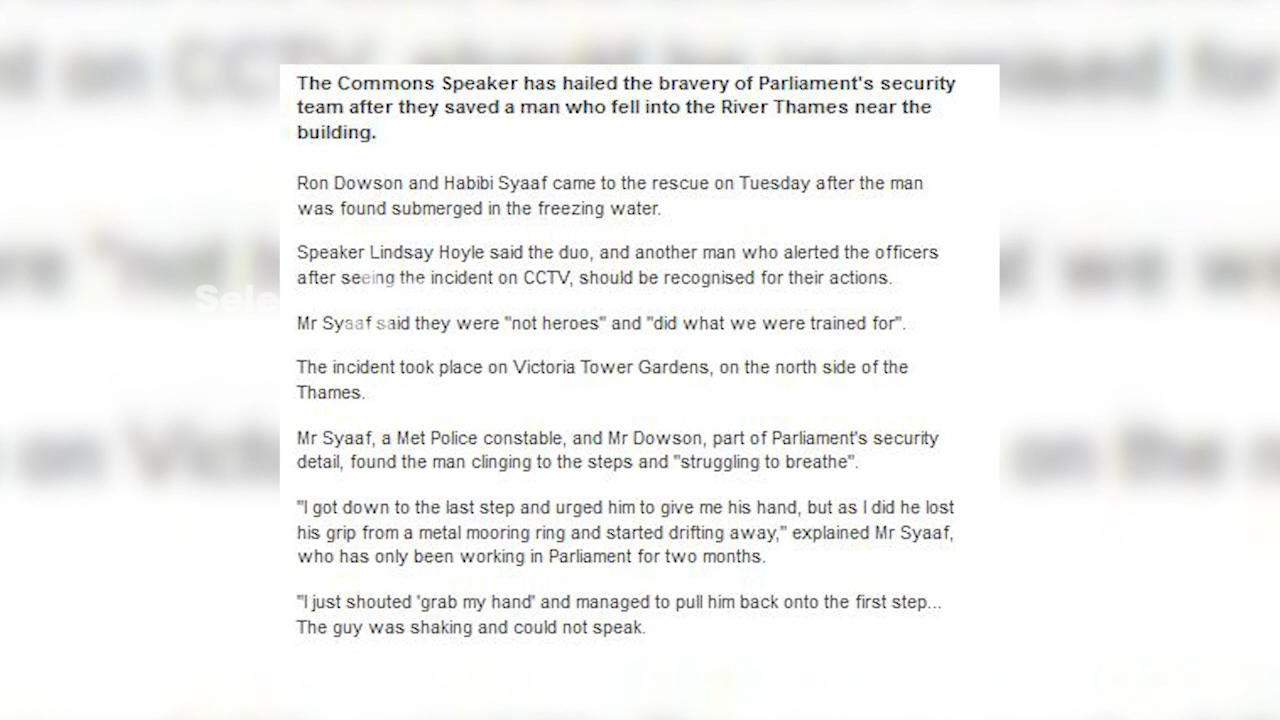 The Commons Speaker has hailed the bravery of Parliament's security
team after they saved a man who fell into the River Thames near the
building.
Ron Dowson and Habibi Syaaf came to the rescue on Tuesday after the man
was found submerged in the freezing water.
Speaker Lindsay Hoyle said the duo, and another man who alerted the officers
after seeing the incident on CCTV, should be recognised for their actions.
Sele
Mr Syaaf said they were "not heroes" and "did what we were trained for".
The incident took place on Victoria Tower Gardens, on the north side of the
Thames.
Mr Syaaf, a Met Police constable, and Mr Dowson, part of Parliament's security
detail, found the man clinging to the steps and "struggling to breathe".
"I got down to the last step and urged him to give me his hand, but as I did he lost
his grip from a metal mooring ring and started drifting away," explained Mr Syaaf,
who has only been working in Parliament for two months.
"I just shouted 'grab my hand' and managed to pull him back onto the first step...
The guy was shaking and could not speak.